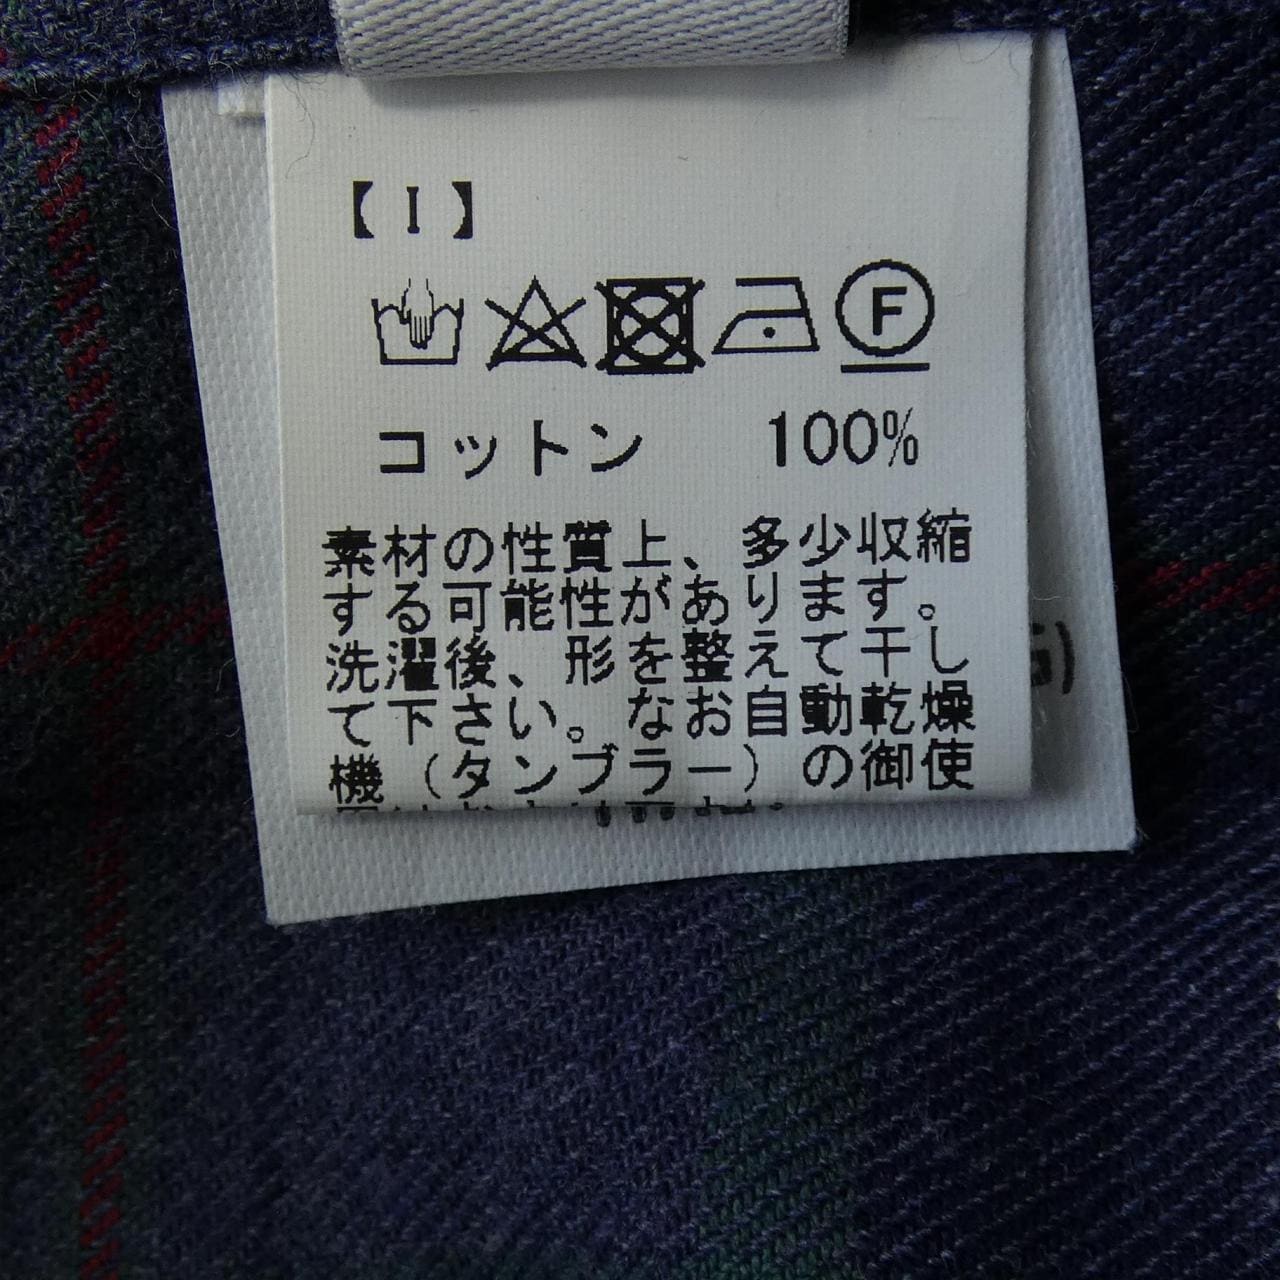 【I】
F
コットン 100%
素材の性質上、多少収縮
する可能性があります。
洗濯後、形を整えて干し
て下さい。なお自動乾燥
機(タンブラー)の御使